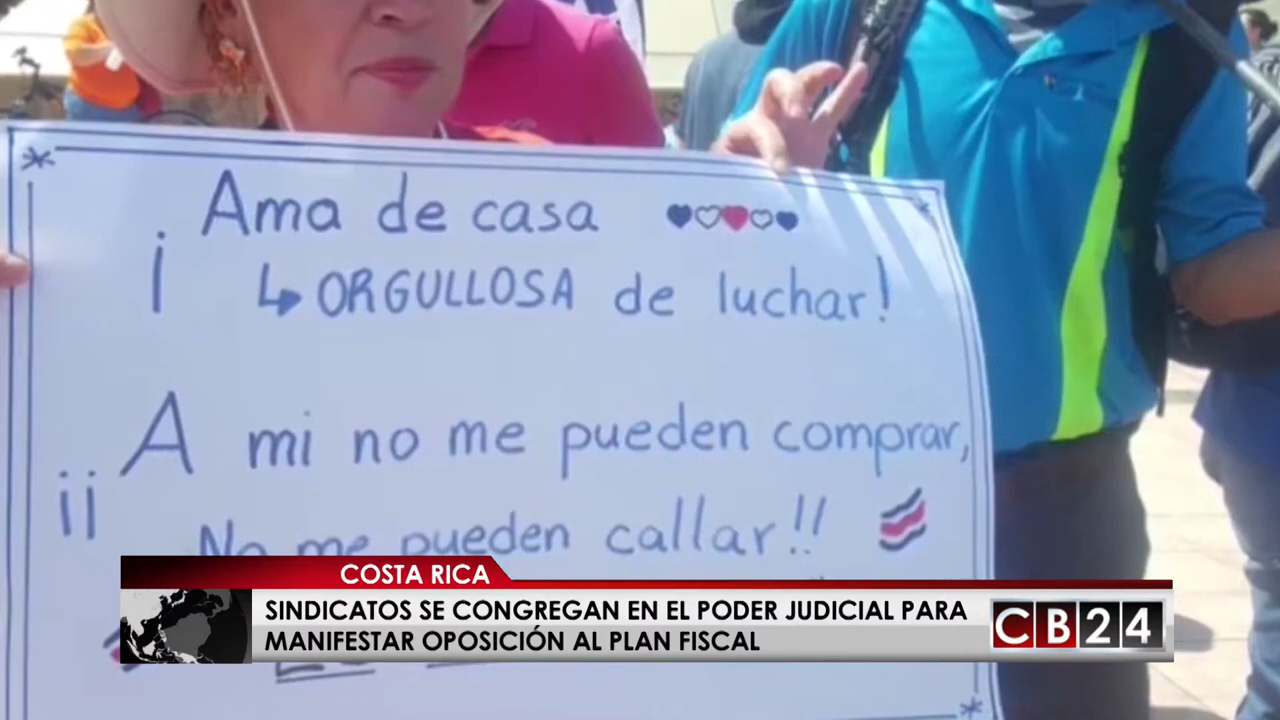 Ama de casa
¡ ↳ ORGULLOSA de luchar!
A mi no me pueden comprar,
¡¡ No me pueden callar!!
COSTA RICA
SINDICATOS SE CONGREGAN EN EL PODER JUDICIAL PARA
MANIFESTAR OPOSICIÓN AL PLAN FISCAL
CB24